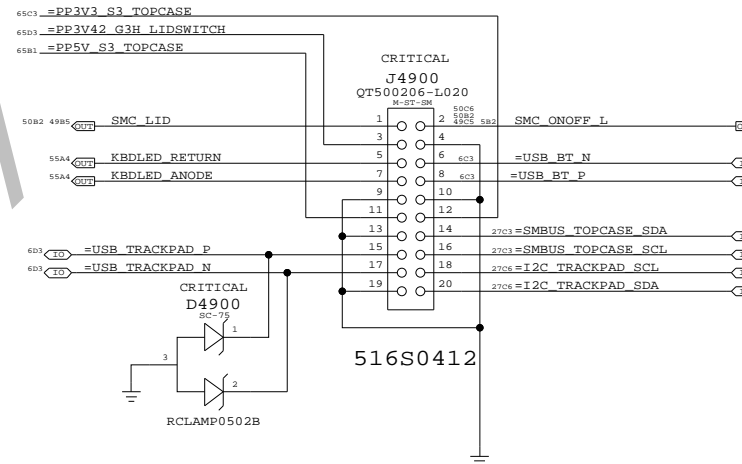 65C3 =PP3V3_S3_TOPCASE
65D3 =PP3V42_G3H_LIDSWITCH
65B1 =PP5V_S3_TOPCASE
CRITICAL
J4900
QT500206-L020
M-ST-SM
50C6
50B2
50B2 49B5 OUT SMC_LID 1 2 49C5 5B2 SMC_ONOFF_L
3 4
55A4 OUT KBDLED_RETURN 5 6 6C3 =USB_BT_N
55A4 OUT KBDLED_ANODE 7 8 6C3 =USB_BT_P
9 10
11 12
13 14 27C3 =SMBUS_TOPCASE_SDA
6D3 IO =USB_TRACKPAD_P 15 16 27C3 =SMBUS_TOPCASE_SCL
6D3 IO =USB_TRACKPAD_N 17 18 27C6 =I2C_TRACKPAD_SCL
19 20 27C6 =I2C_TRACKPAD_SDA
CRITICAL
D4900
SC-75
1
3
516S0412
2
RCLAMP0502B